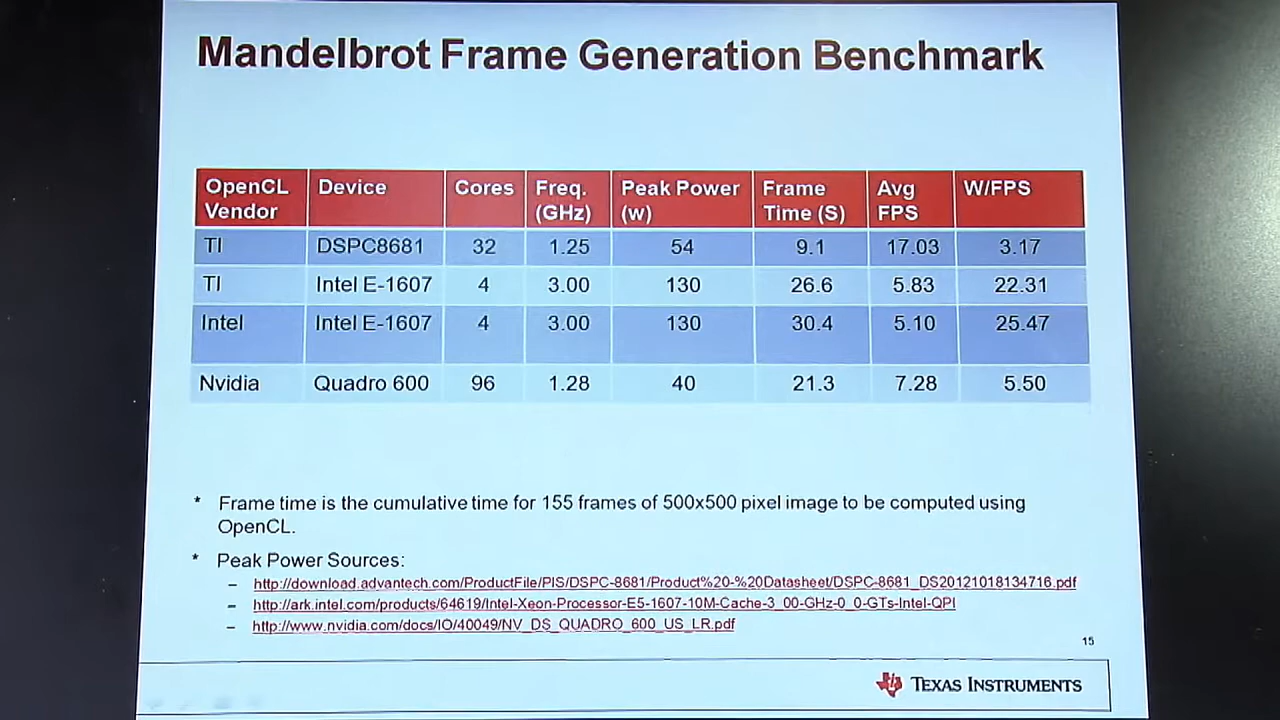 Mandelbrot Frame Generation Benchmark
OpenCL Vendor Device Cores Freq. (GHz) Peak Power (w) Frame Time (S) Avg FPS W/FPS
TI DSPC8681 32 1.25 54 9.1 17.03 3.17
TI Intel E-1607 4 3.00 130 26.6 5.83 22.31
Intel Intel E-1607 4 3.00 130 30.4 5.10 25.47
Nvidia Quadro 600 96 1.28 40 21.3 7.28 5.50
* Frame time is the cumulative time for 155 frames of 500x500 pixel image to be computed using
OpenCL.
* Peak Power Sources:
– http://download.advantech.com/ProductFile/PIS/DSPC-8681/Product%20-%20Datasheet/DSPC-8681_DS20121018134716.pdf
– http://ark.intel.com/products/64619/Intel-Xeon-Processor-E5-1607-10M-Cache-3_00-GHz-0_0-GTs-Intel-QPI
– http://www.nvidia.com/docs/IO/40049/NV_DS_QUADRO_600_US_LR.pdf
15
TEXAS INSTRUMENTS